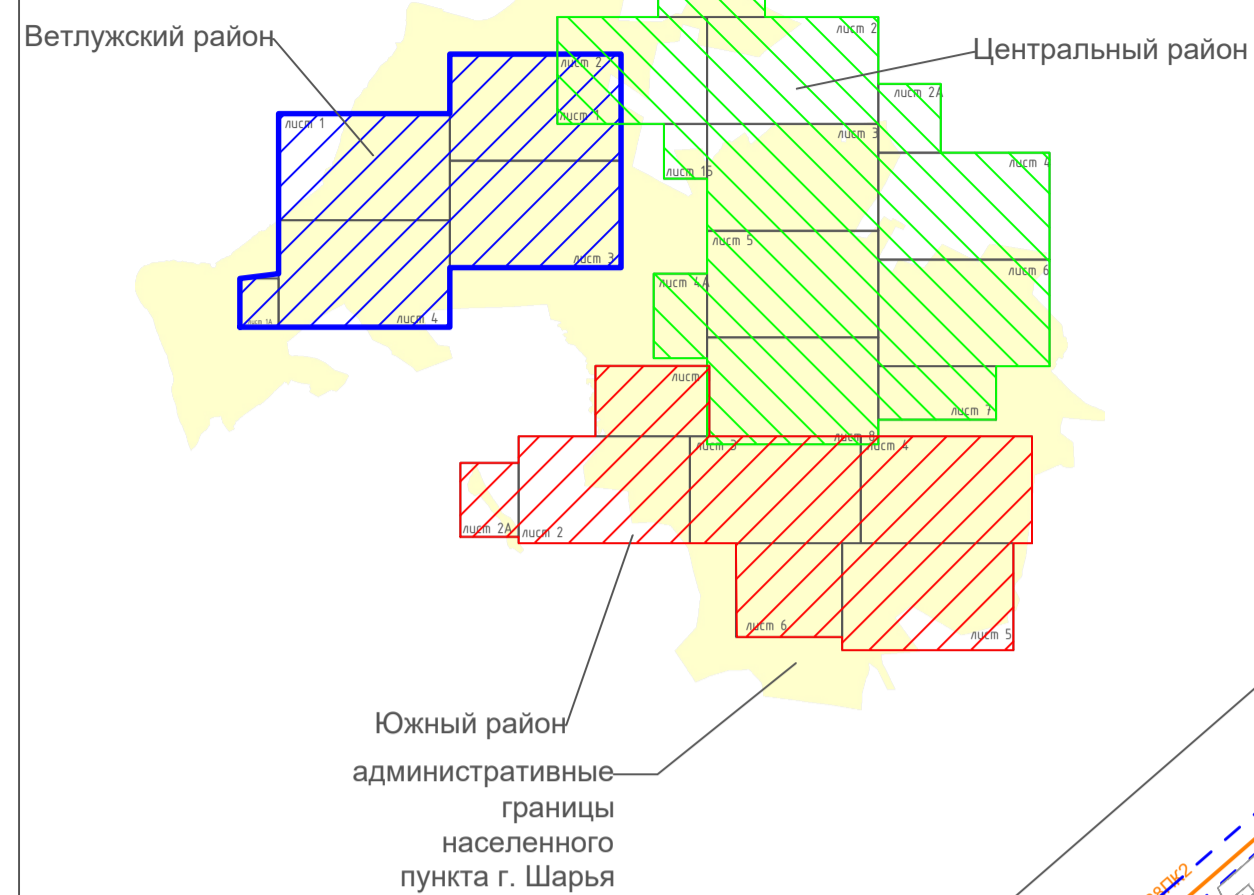 Ветлужский район
Центральный район
лист 2
лист 2
лист 2А
лист 1
лист 1
лист 3
лист 4
лист 1Б
лист 5
лист 3
лист 6
лист 4А
лист 1А
лист 4
лист
лист 7
лист 8
лист 3
лист 4
лист 2А
лист 2
лист 6
лист 5
Южный район
административные
границы
населенного
пункта г. Шарья